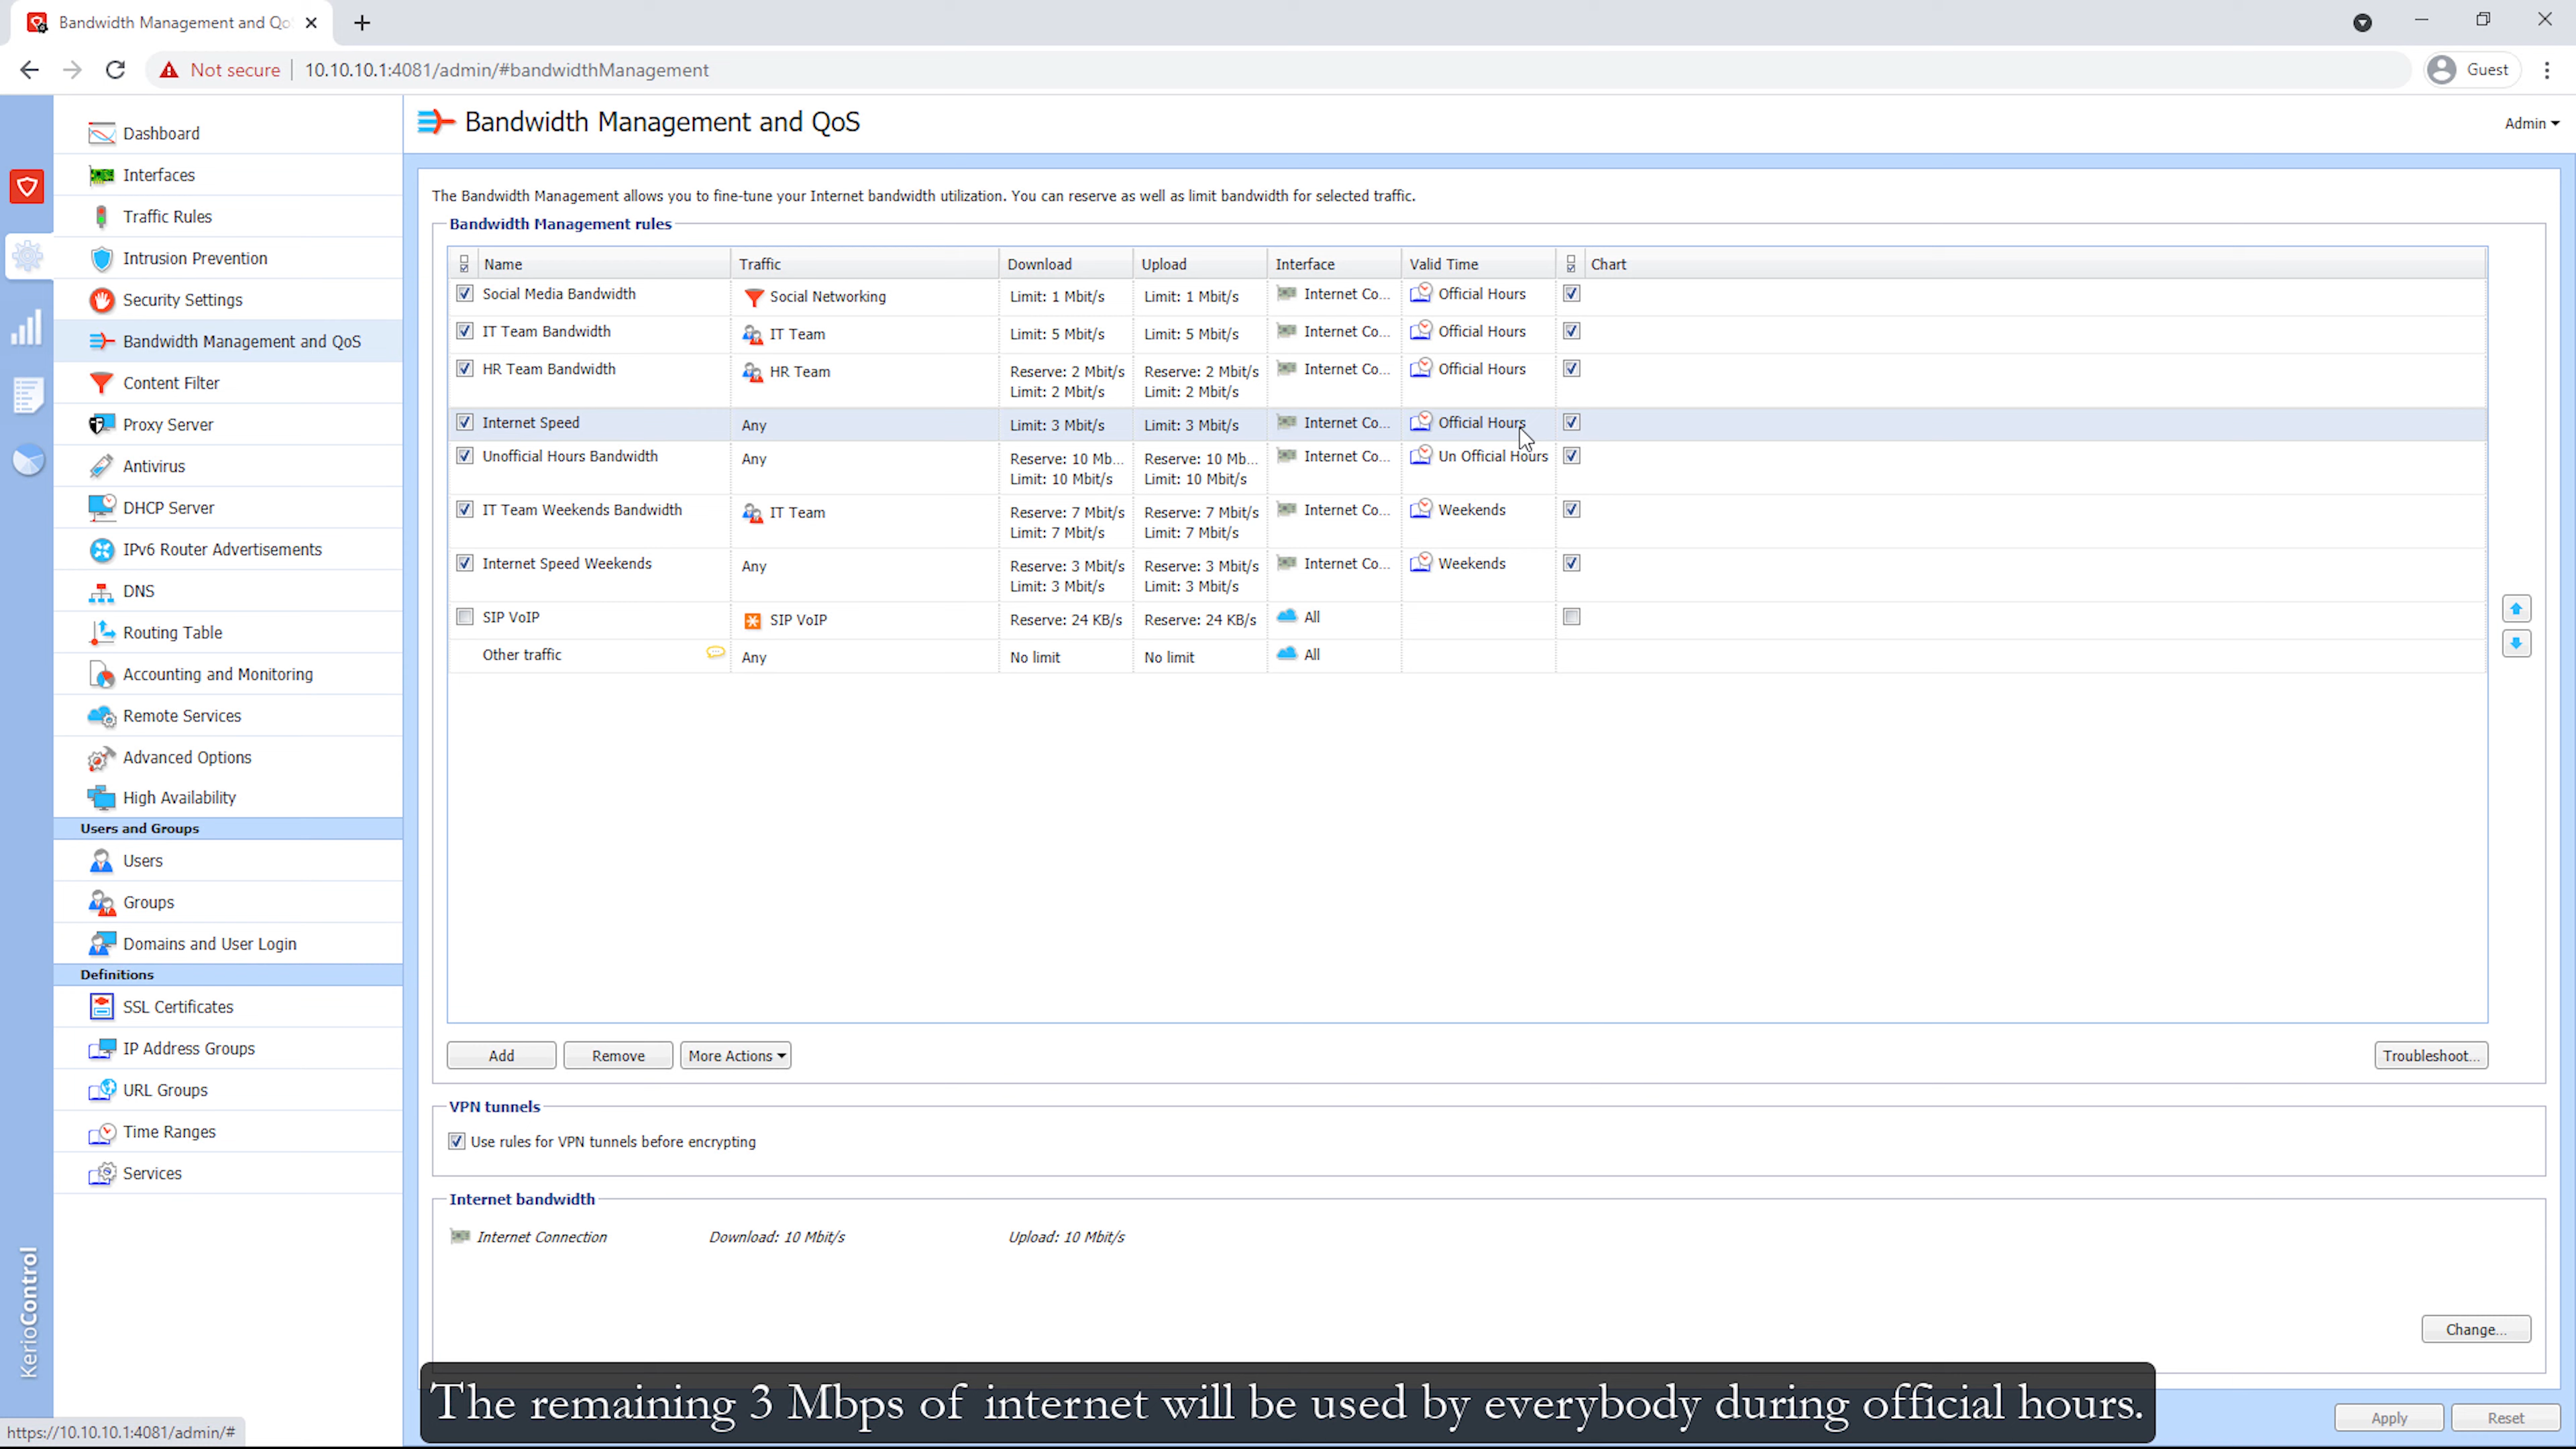 Bandwidth Management and Qo
Not secure
10.10.10.1:4081/admin/#bandwidthManagement
Guest
Dashboard
Interfaces
Traffic Rules
Intrusion Prevention
Security Settings
Bandwidth Management and QoS
Content Filter
Proxy Server
Antivirus
DHCP Server
IPv6 Router Advertisements
DNS
Routing Table
Accounting and Monitoring
Remote Services
Advanced Options
High Availability
Users and Groups
Users
Groups
Domains and User Login
Definitions
SSL Certificates
IP Address Groups
URL Groups
Time Ranges
Services
KerioControl
https://10.10.10.1:4081/admin/#
Bandwidth Management and QoS
Admin
The Bandwidth Management allows you to fine-tune your Internet bandwidth utilization. You can reserve as well as limit bandwidth for selected traffic.
Bandwidth Management rules
Name Traffic Download Upload Interface Valid Time Chart
Social Media Bandwidth Social Networking Limit: 1 Mbit/s Limit: 1 Mbit/s Internet Co... Official Hours
IT Team Bandwidth IT Team Limit: 5 Mbit/s Limit: 5 Mbit/s Internet Co... Official Hours
HR Team Bandwidth HR Team Reserve: 2 Mbit/s Reserve: 2 Mbit/s Internet Co... Official Hours
Limit: 2 Mbit/s Limit: 2 Mbit/s
Internet Speed Any Limit: 3 Mbit/s Limit: 3 Mbit/s Internet Co... Official Hours
Unofficial Hours Bandwidth Any Reserve: 10 Mb... Reserve: 10 Mb... Internet Co... Un Official Hours
Limit: 10 Mbit/s Limit: 10 Mbit/s
IT Team Weekends Bandwidth IT Team Reserve: 7 Mbit/s Reserve: 7 Mbit/s Internet Co... Weekends
Limit: 7 Mbit/s Limit: 7 Mbit/s
Internet Speed Weekends Any Reserve: 3 Mbit/s Reserve: 3 Mbit/s Internet Co... Weekends
Limit: 3 Mbit/s Limit: 3 Mbit/s
SIP VoIP SIP VoIP Reserve: 24 KB/s Reserve: 24 KB/s All
Other traffic Any No limit No limit All
Add Remove More Actions Troubleshoot...
VPN tunnels
Use rules for VPN tunnels before encrypting
Internet bandwidth
Internet Connection Download: 10 Mbit/s Upload: 10 Mbit/s
Change...
The remaining 3 Mbps of internet will be used by everybody during official hours.
Apply Reset